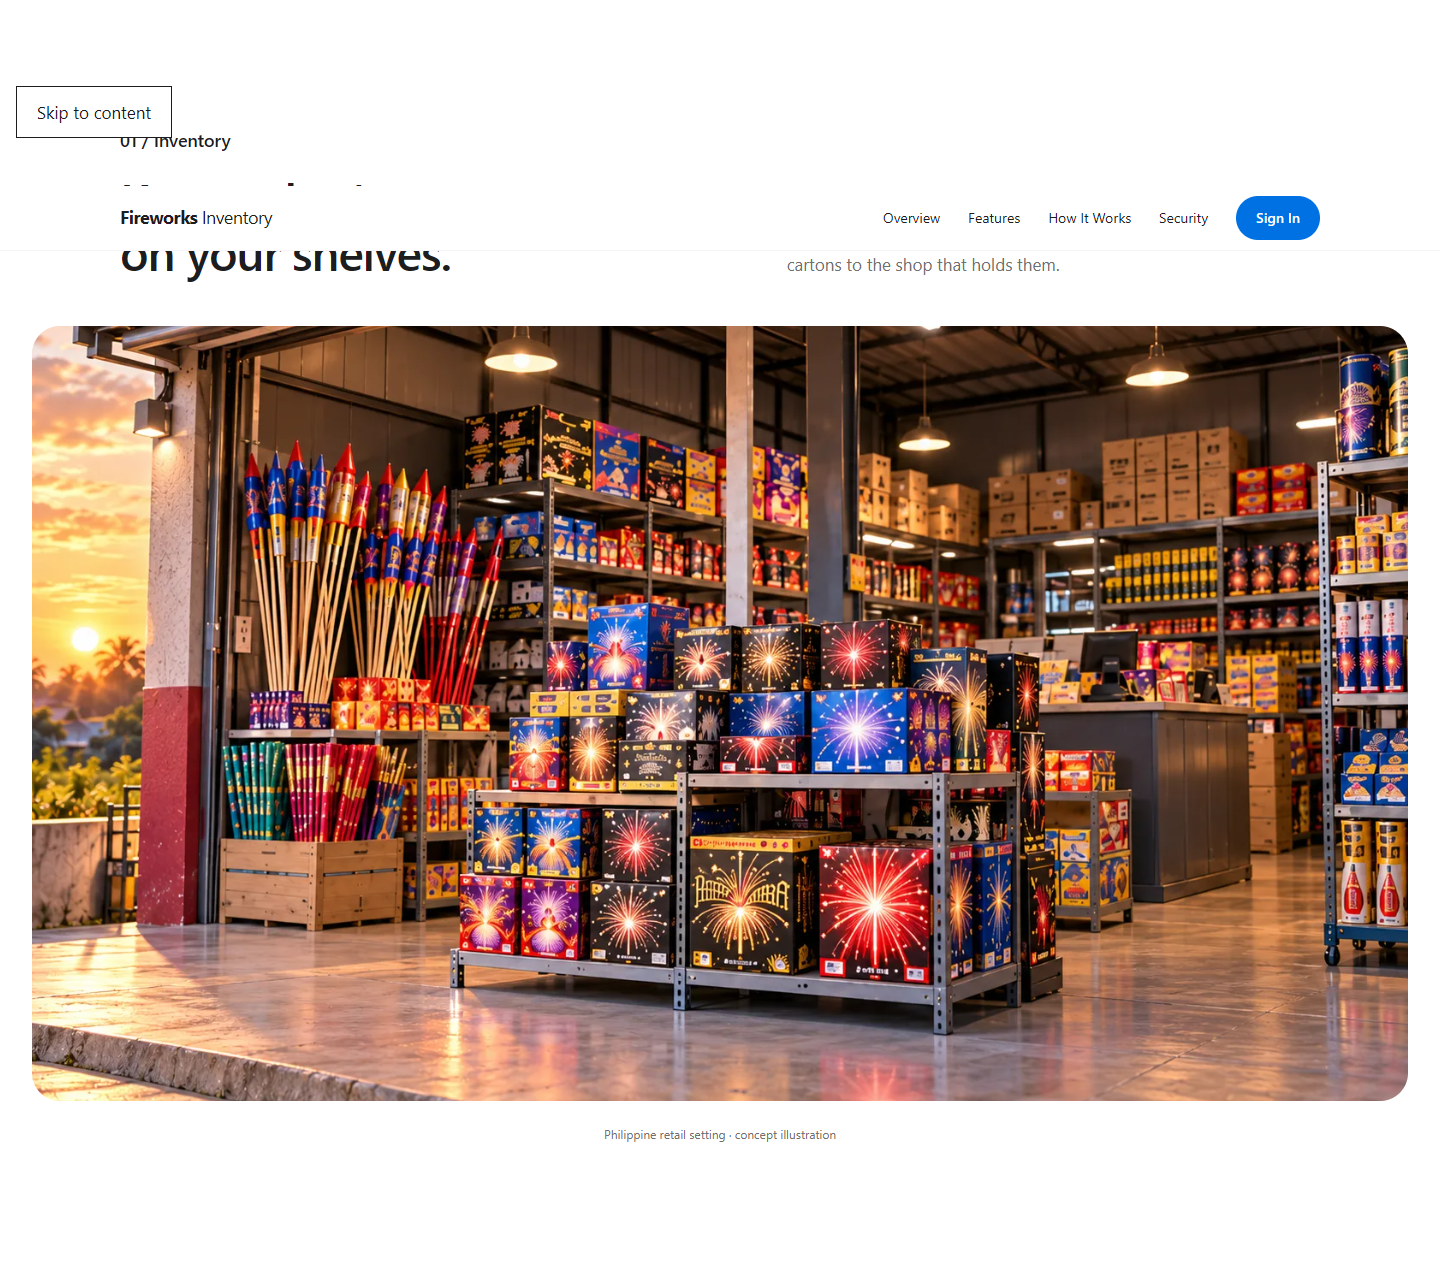 Skip to content
01 / Inventory
Fireworks Inventory
Overview
Features
How It Works
Security
Sign In
on your shelves.
cartons to the shop that holds them.
Philippine retail setting · concept illustration